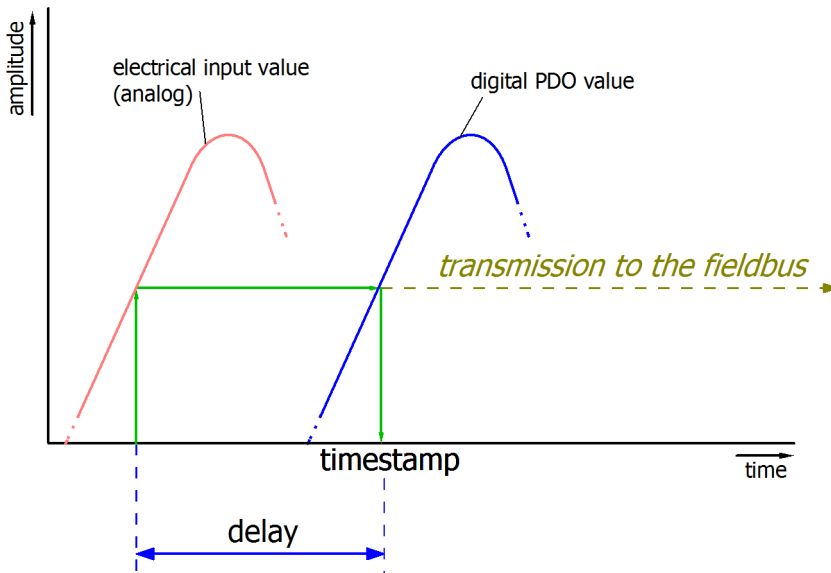 amplitude
electrical input value
(analog)
digital PDO value
transmission to the fieldbus
timestamp
time
delay